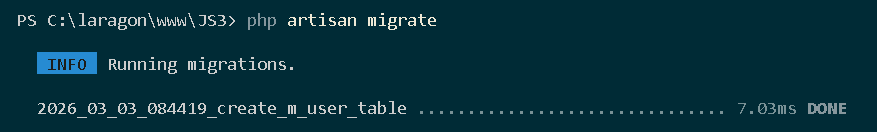 PS C:\laragon\www\JS3> php artisan migrate
INFO Running migrations.
2026_03_03_084419_create_m_user_table ............................... 7.03ms DONE